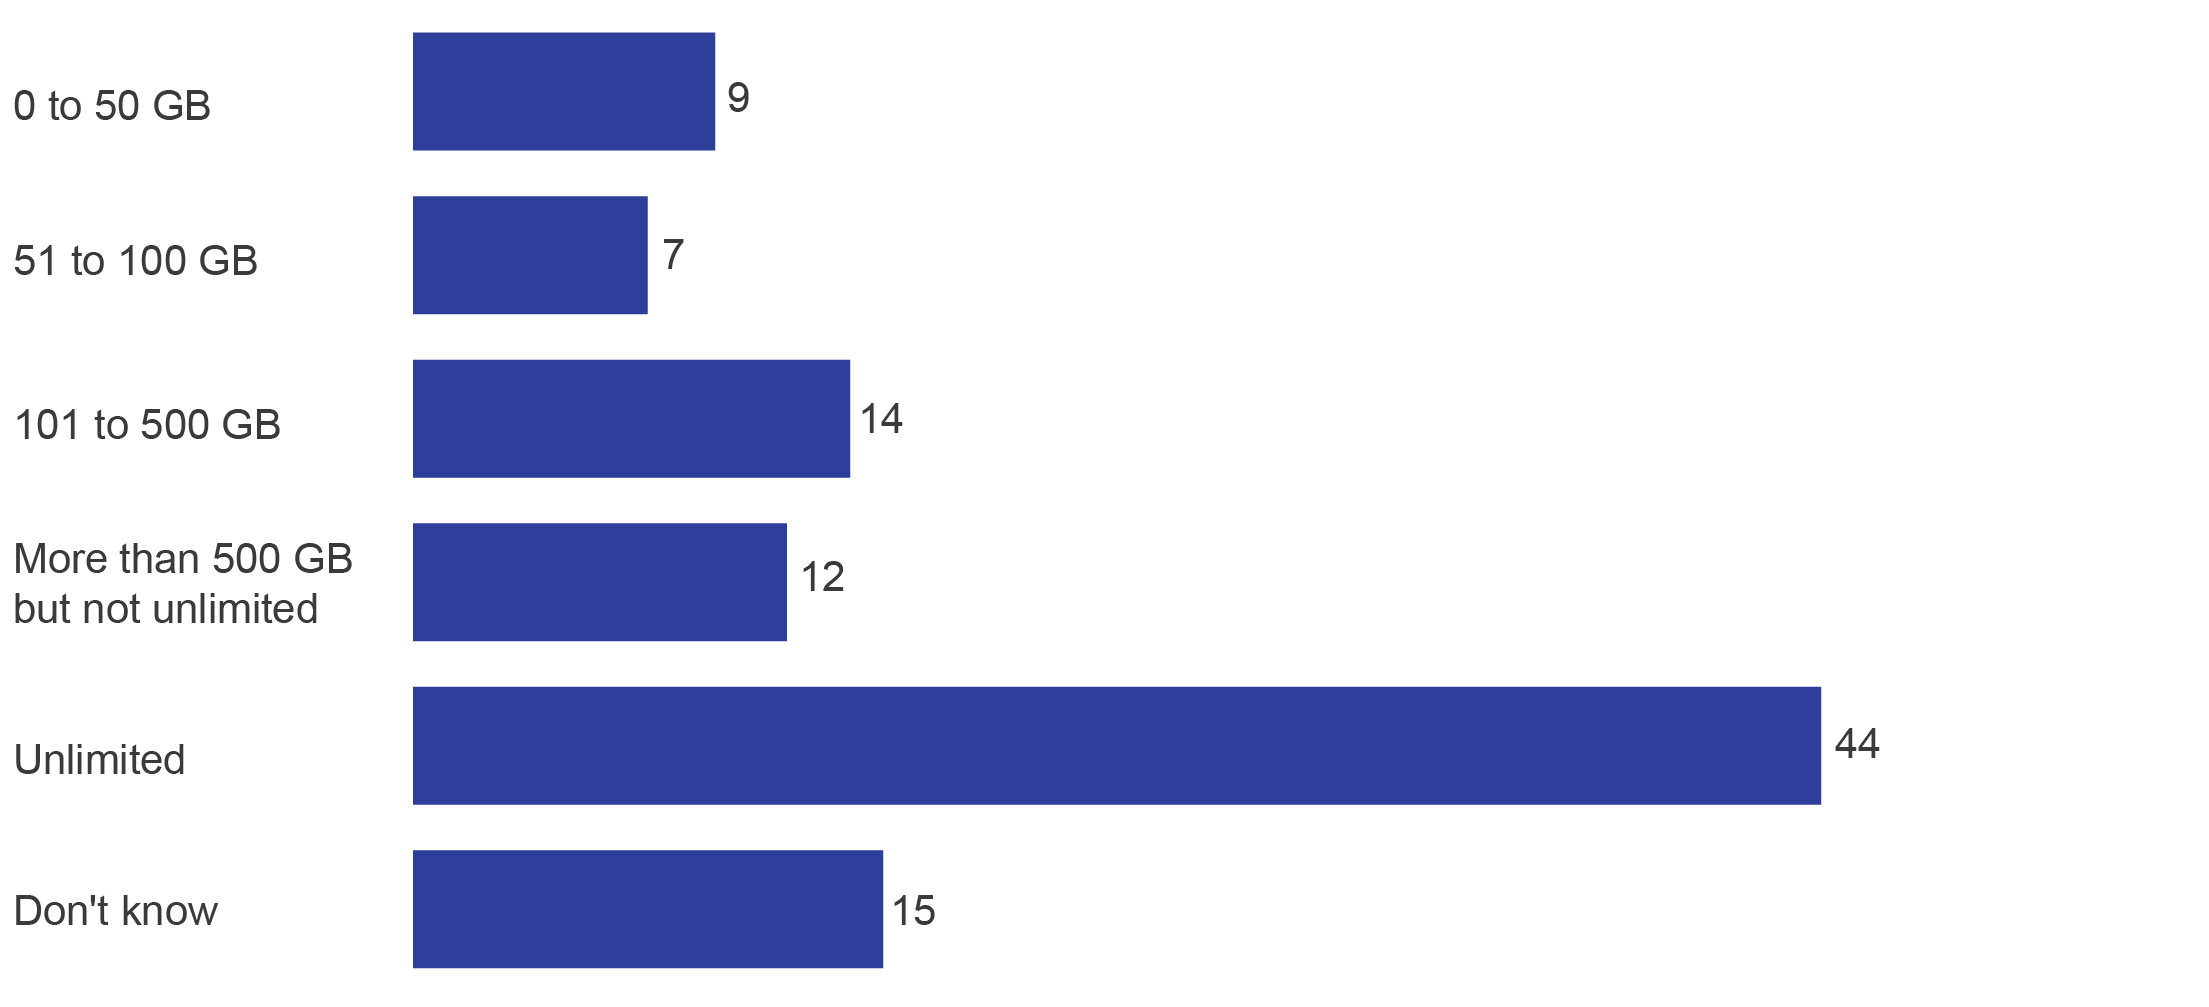 0 to 50 GB 9
51 to 100 GB 7
101 to 500 GB 14
More than 500 GB
but not unlimited 12
Unlimited 44
Don't know 15